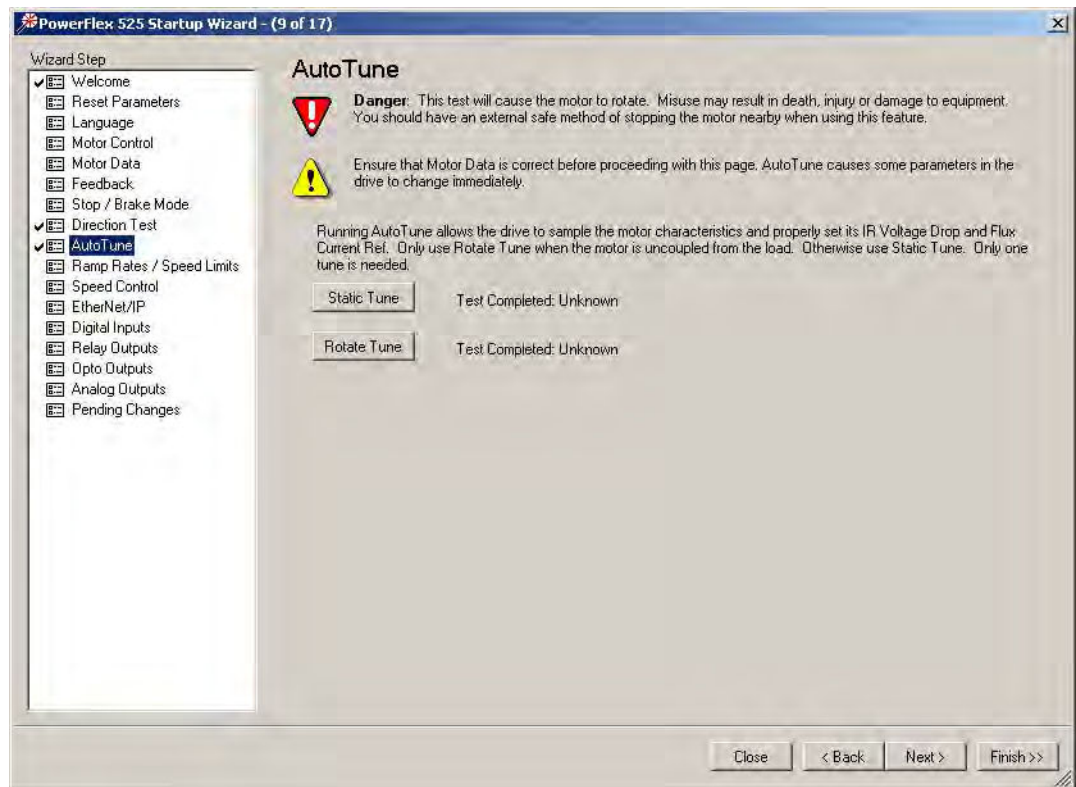 PowerFlex 525 Startup Wizard - (9 of 17)
Wizard Step
Welcome
Reset Parameters
Language
Motor Control
Motor Data
Feedback
Stop / Brake Mode
Direction Test
AutoTune
Ramp Rates / Speed Limits
Speed Control
EtherNet/IP
Digital Inputs
Relay Outputs
Opto Outputs
Analog Outputs
Pending Changes
AutoTune
Danger: This test will cause the motor to rotate. Misuse may result in death, injury or damage to equipment.
You should have an external safe method of stopping the motor nearby when using this feature.
Ensure that Motor Data is correct before proceeding with this page. AutoTune causes some parameters in the
drive to change immediately.
Running AutoTune allows the drive to sample the motor characteristics and properly set its IR Voltage Drop and Flux
Current Ref. Only use Rotate Tune when the motor is uncoupled from the load. Otherwise use Static Tune. Only one
tune is needed.
Static Tune Test Completed: Unknown
Rotate Tune Test Completed: Unknown
Close < Back Next > Finish >>